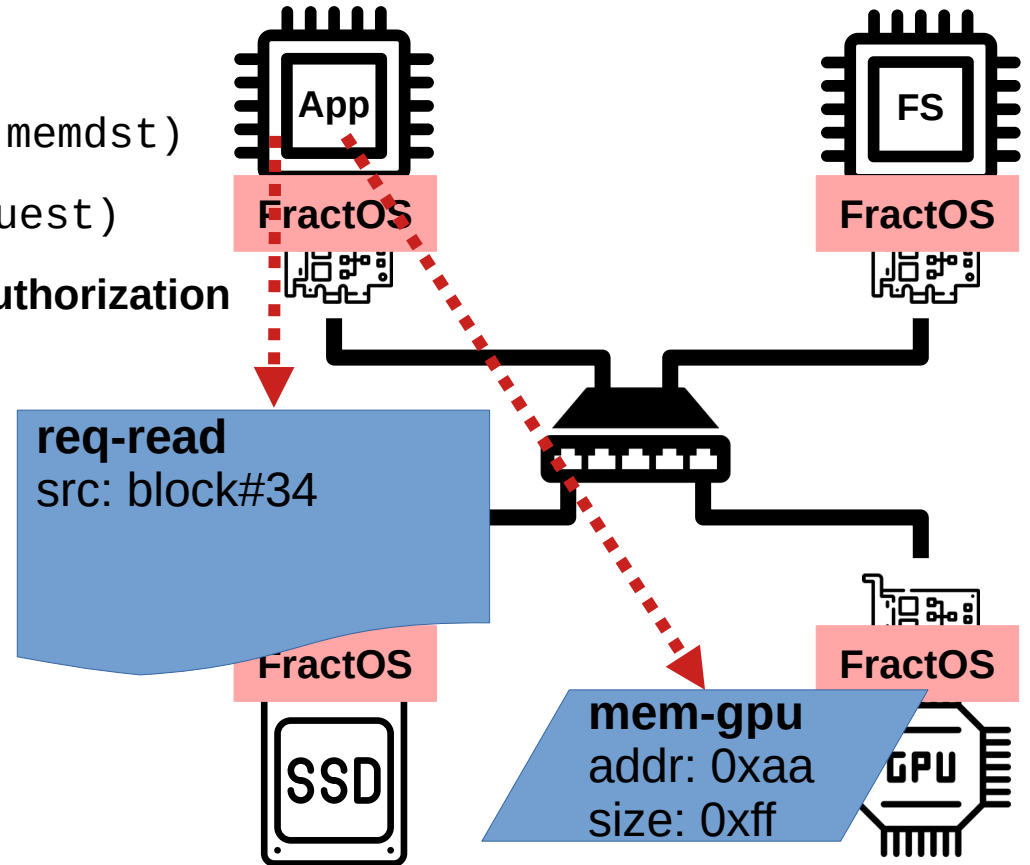 App
FS
memdst)
FractOS
FractOS
uest)
uthorization
req-read
src: block#34
FractOS
FractOS
mem-gpu
addr: 0xaa
size: 0xff
SSD
GPU